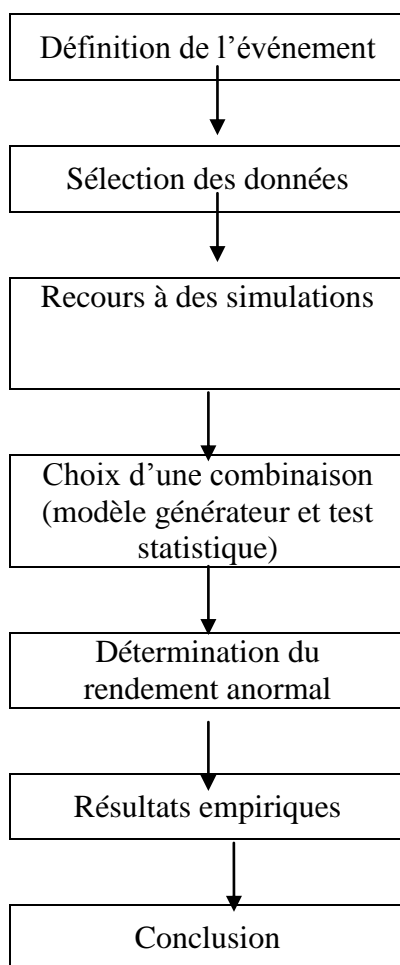 Définition de l’événement
Sélection des données
Recours à des simulations
Choix d’une combinaison
(modèle générateur et test
statistique)
Détermination du
rendement anormal
Résultats empiriques
Conclusion